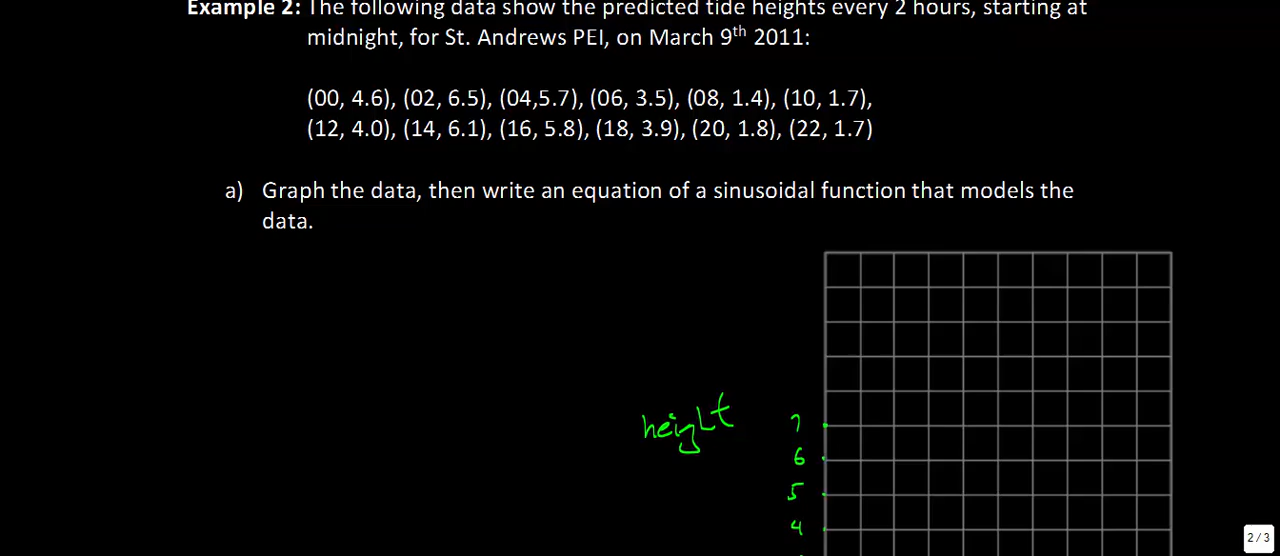 Example 2: The following data show the predicted tide heights every 2 hours, starting at
midnight, for St. Andrews PEI, on March 9th 2011:
(00, 4.6), (02, 6.5), (04,5.7), (06, 3.5), (08, 1.4), (10, 1.7),
(12, 4.0), (14, 6.1), (16, 5.8), (18, 3.9), (20, 1.8), (22, 1.7)
a) Graph the data, then write an equation of a sinusoidal function that models the
data.
height
7
6
5
4
2/3